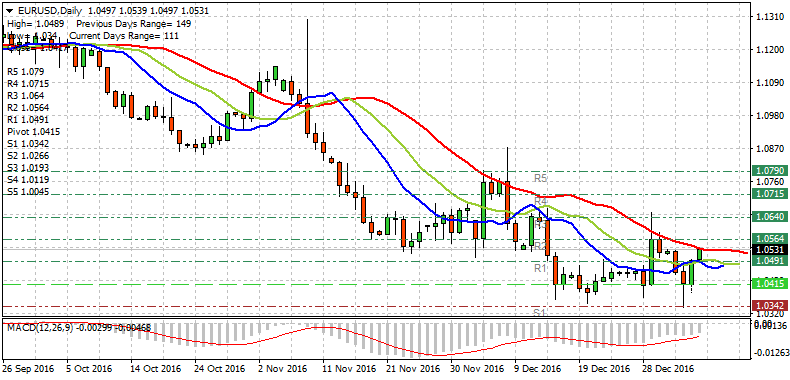 EURUSD,Daily 1.0497 1.0539 1.0497 1.0531
High= 1.0489 Previous Days Range= 149
Low= 1.034 Current Days Range= 111
R5 1.079
R4 1.0715
R3 1.064
R2 1.0564
R1 1.0491
Pivot 1.0415
S1 1.0342
S2 1.0266
S3 1.0193
S4 1.0119
S5 1.0045
R5
R4
R3
R2
R1
S1
1.1310
1.1200
1.1090
1.0980
1.0870
1.0790
1.0760
1.0715
1.0640
1.0564
1.0531
1.0491
1.0415
1.0342
1.0320
MACD(12,26,9) -0.00299 -0.00468
0.00136
-0.01263
26 Sep 2016
5 Oct 2016
14 Oct 2016
24 Oct 2016
2 Nov 2016
11 Nov 2016
21 Nov 2016
30 Nov 2016
9 Dec 2016
19 Dec 2016
28 Dec 2016